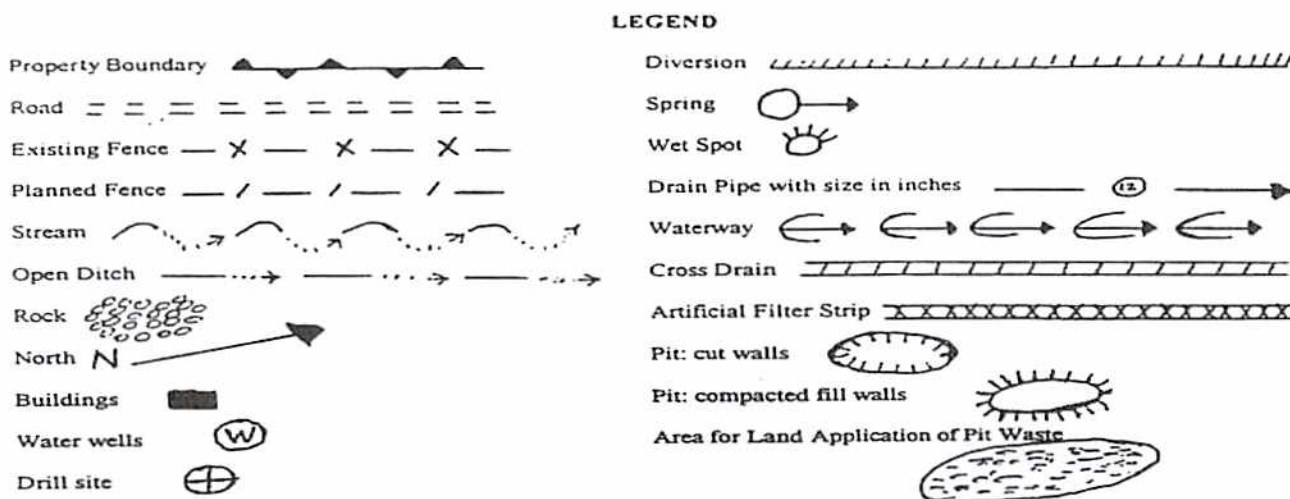 LEGEND
Property Boundary
Road
Existing Fence
Planned Fence
Stream
Open Ditch
Rock
North N
Buildings
Water wells W
Drill site
Diversion
Spring
Wet Spot
Drain Pipe with size in inches 12
Waterway
Cross Drain
Artificial Filter Strip
Pit: cut walls
Pit: compacted fill walls
Area for Land Application of Pit Waste